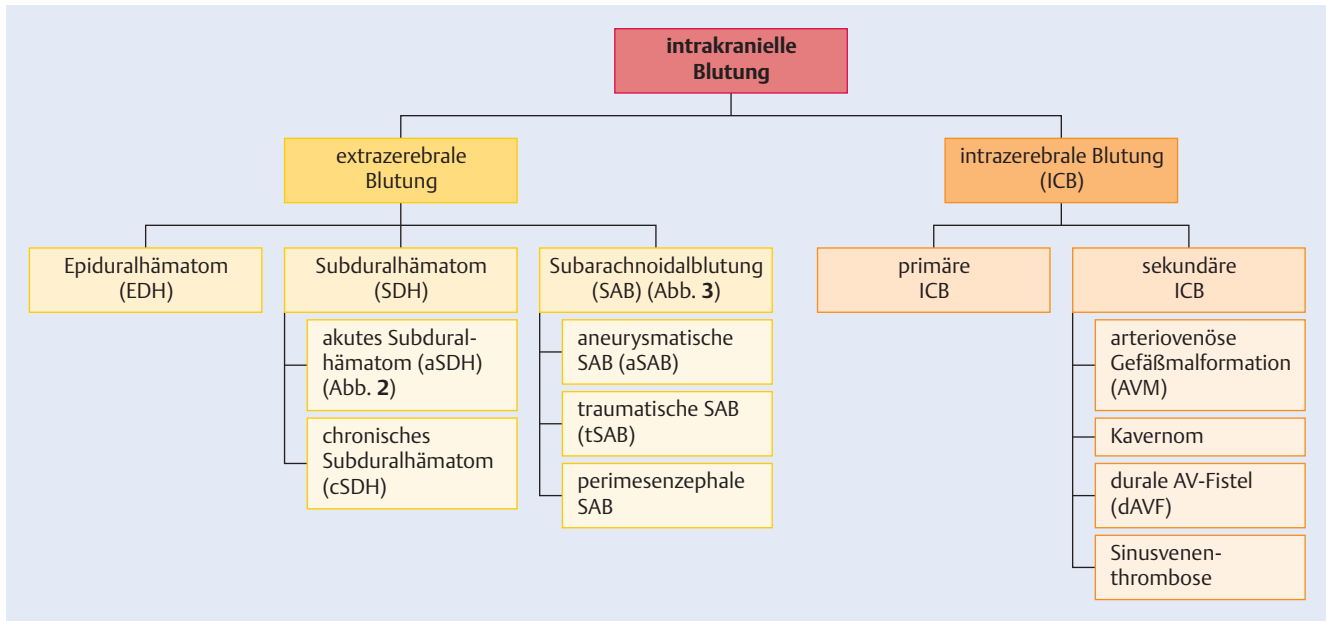 intrakranielle
Blutung
extrazerebrale
Blutung
intrazerebrale Blutung
(ICB)
Epiduralhämatom
(EDH)
Subduralhämatom
(SDH)
Subarachnoidalblutung
(SAB) (Abb. 3)
primäre
ICB
sekundäre
ICB
akutes Subdural-
hämatom (aSDH)
(Abb. 2)
chronisches
Subduralhämatom
(cSDH)
aneurysmatische
SAB (aSAB)
traumatische SAB
(tSAB)
perimesenzephale
SAB
arteriovenöse
Gefäßmalformation
(AVM)
Kavernom
durale AV-Fistel
(dAVF)
Sinusvenen-
thrombose